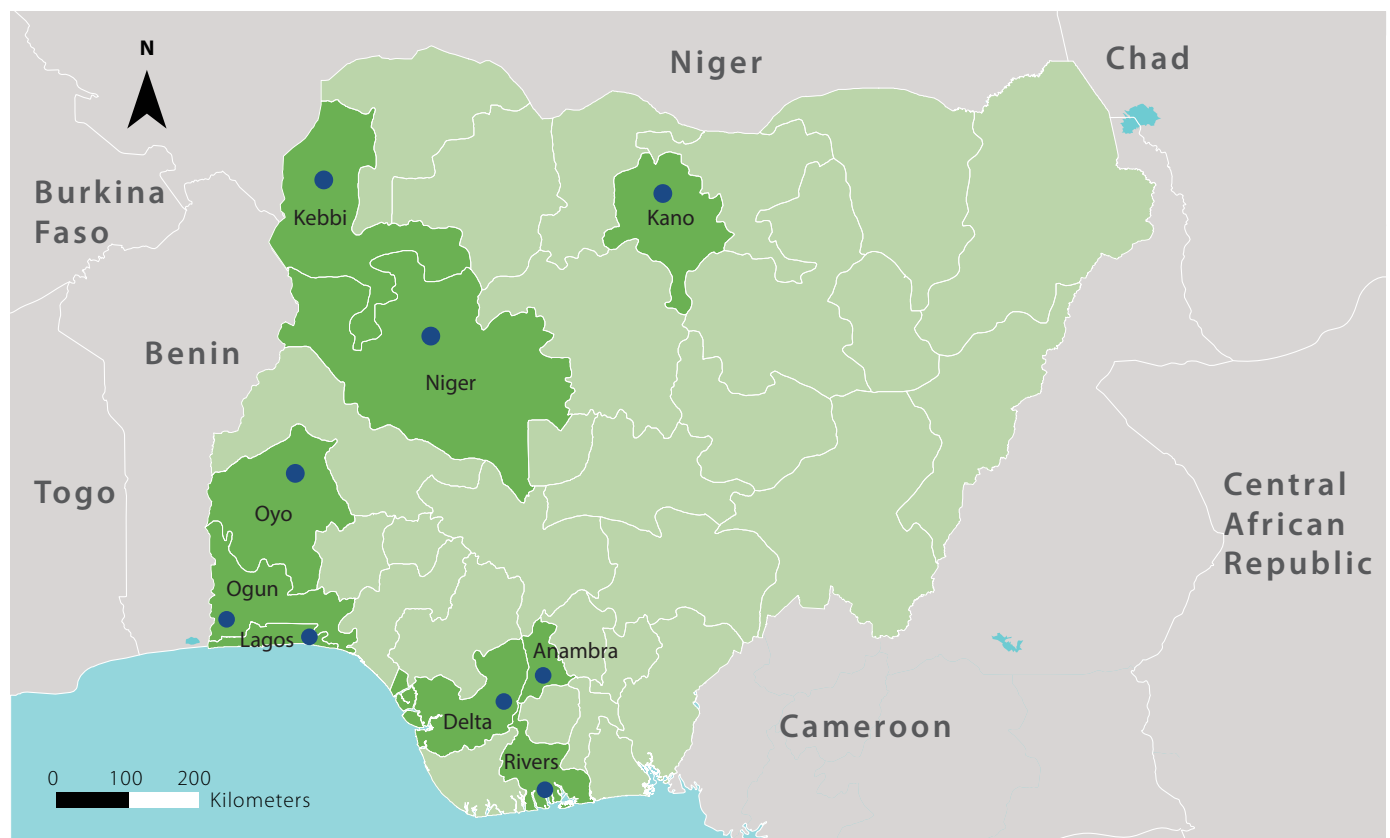 N
Niger
Chad
Burkina
Faso
Kebbi
Kano
Benin
Niger
Togo
Oyo
Central
African
Republic
Ogun
Lagos
Anambra
Delta
Cameroon
Rivers
0 100 200
Kilometers